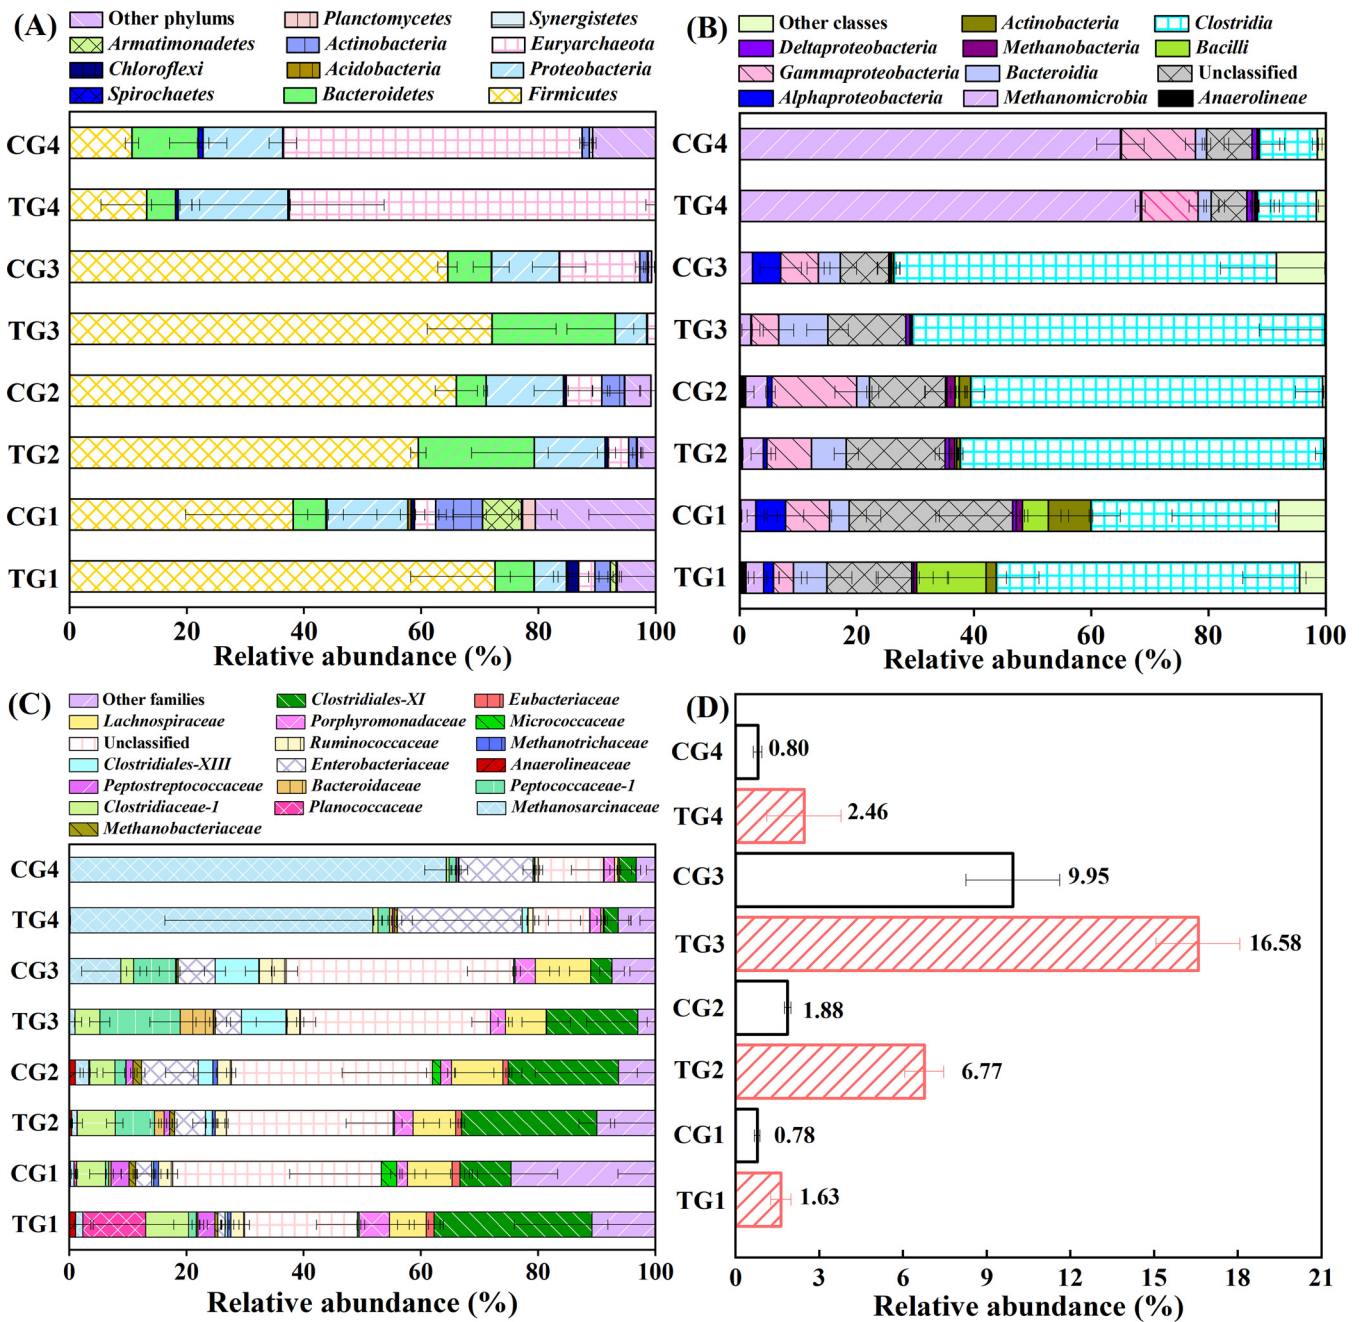 (A)
Other phylums Planctomycetes Synergistetes
Armatimonadetes Actinobacteria Euryarchaeota
Chloroflexi Acidobacteria Proteobacteria
Spirochaetes Bacteroidetes Firmicutes
CG4
TG4
CG3
TG3
CG2
TG2
CG1
TG1
0 20 40 60 80 100
Relative abundance (%)
(B)
Other classes Actinobacteria Clostridia
Deltaproteobacteria Methanobacteria Bacilli
Gammaproteobacteria Bacteroidia Unclassified
Alphaproteobacteria Methanomicrobia Anaerolineae
CG4
TG4
CG3
TG3
CG2
TG2
CG1
TG1
0 20 40 60 80 100
Relative abundance (%)
(C)
Other families Clostridiales-XI Eubacteriaceae
Lachnospiraceae Porphyromonadaceae Micrococcaceae
Unclassified Ruminococcaceae Methanotrichaceae
Clostridiales-XIII Enterobacteriaceae Anaerolineaceae
Peptostreptococcaceae Bacteroidaceae Peptococcaceae-1
Clostridiaceae-1 Planococcaceae Methanosarcinaceae
Methanobacteriaceae
CG4
TG4
CG3
TG3
CG2
TG2
CG1
TG1
0 20 40 60 80 100
Relative abundance (%)
(D)
CG4 0.80
TG4 2.46
CG3 9.95
TG3 16.58
CG2 1.88
TG2 6.77
CG1 0.78
TG1 1.63
0 3 6 9 12 15 18 21
Relative abundance (%)